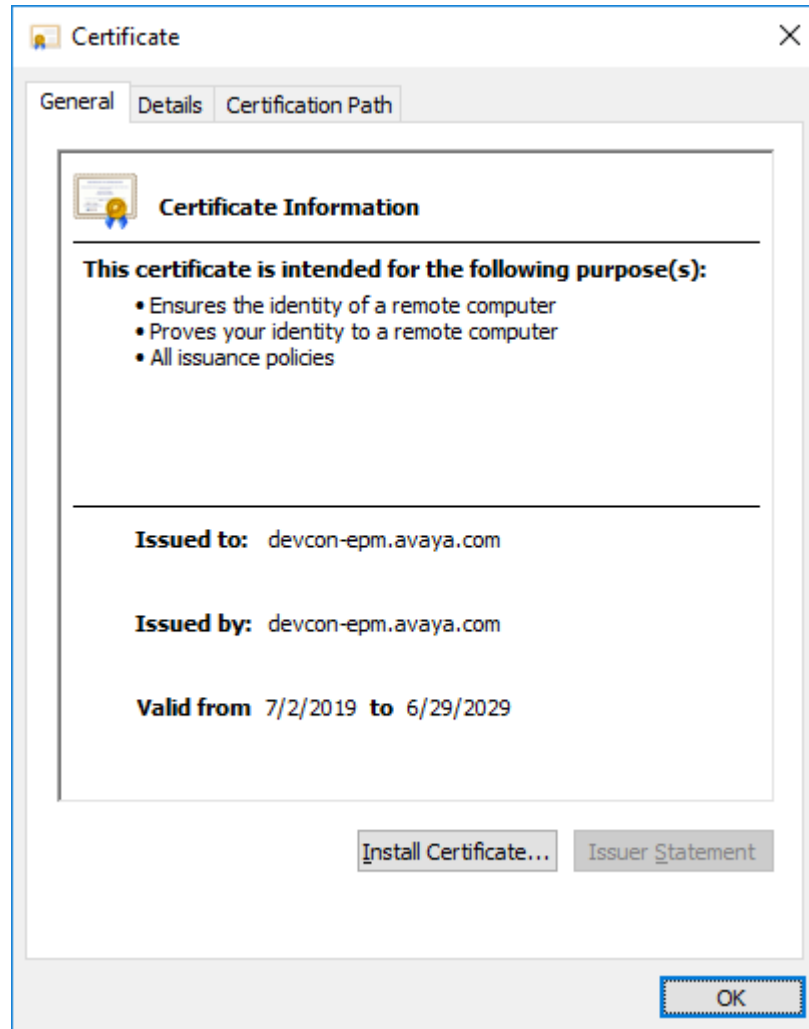 Certificate
General Details Certification Path
Certificate Information
This certificate is intended for the following purpose(s):
• Ensures the identity of a remote computer
• Proves your identity to a remote computer
• All issuance policies
Issued to: devcon-epm.avaya.com
Issued by: devcon-epm.avaya.com
Valid from 7/2/2019 to 6/29/2029
Install Certificate... Issuer Statement
OK